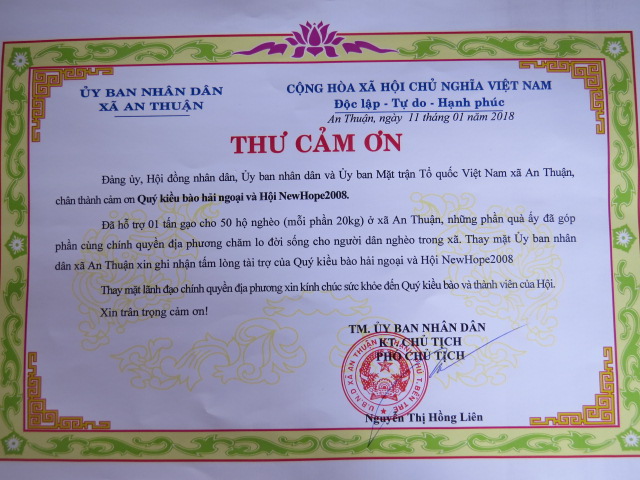 ỦY BAN NHÂN DÂN
XÃ AN THUẬN
CỘNG HÒA XÃ HỘI CHỦ NGHĨA VIỆT NAM
Độc lập - Tự do - Hạnh phúc
An Thuận, ngày 11 tháng 01 năm 2018
THƯ CẢM ƠN
Đảng ủy, Hội đồng nhân dân, Ủy ban nhân dân và Ủy ban Mặt trận Tổ quốc Việt Nam xã An Thuận,
chân thành cảm ơn Quý kiều bào hải ngoại và Hội NewHope2008.
Đã hỗ trợ 01 tấn gạo cho 50 hộ nghèo (mỗi phần 20kg) ở xã An Thuận, những phần quà ấy đã góp
phần cùng chính quyền địa phương chăm lo đời sống cho người dân nghèo trong xã. Thay mặt Ủy ban nhân
dân xã An Thuận xin ghi nhận tấm lòng tài trợ của Quý kiều bào hải ngoại và Hội NewHope2008
Thay mặt lãnh đạo chính quyền địa phương xin kính chúc sức khỏe đến Quý kiều bào và thành viên của Hội.
Xin trân trọng cảm ơn!
TM. ỦY BAN NHÂN DÂN
KT. CHỦ TỊCH
PHÓ CHỦ TỊCH
U.B.N.D XÃ AN THUẬN T. BẾN TRE
Nguyễn Thị Hồng Liên